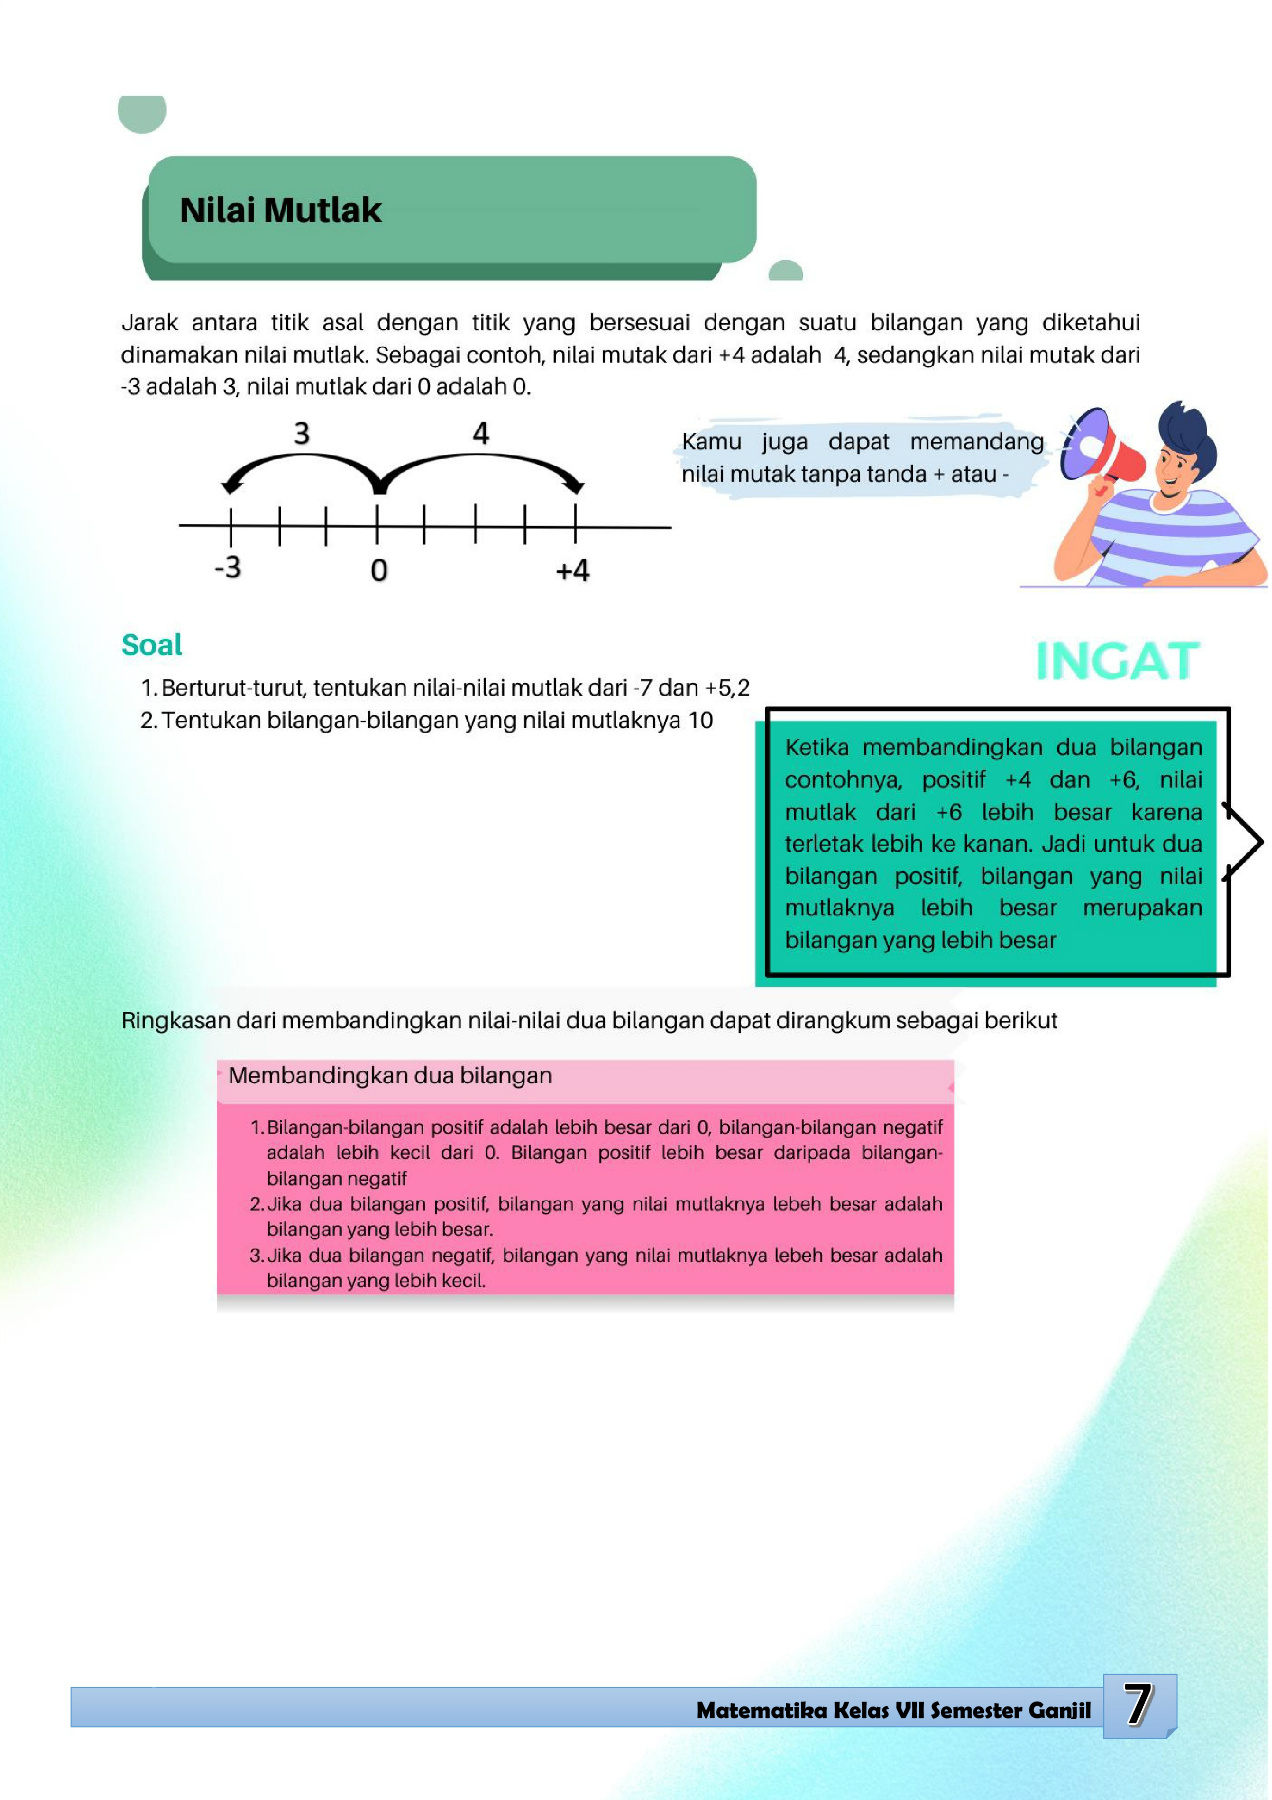 Nilai Mutlak
Jarak antara titik asal dengan titik yang bersesuai dengan suatu bilangan yang diketahui
dinamakan nilai mutlak. Sebagai contoh, nilai mutak dari +4 adalah 4, sedangkan nilai mutak dari
-3 adalah 3, nilai mutlak dari 0 adalah 0.
3 4
-3 0 +4
Kamu juga dapat memandang
nilai mutak tanpa tanda + atau -
Soal
1. Berturut-turut, tentukan nilai-nilai mutlak dari -7 dan +5,2
2. Tentukan bilangan-bilangan yang nilai mutlaknya 10
INGAT
Ketika membandingkan dua bilangan
contohnya, positif +4 dan +6, nilai
mutlak dari +6 lebih besar karena
terletak lebih ke kanan. Jadi untuk dua
bilangan positif, bilangan yang nilai
mutlaknya lebih besar merupakan
bilangan yang lebih besar
Ringkasan dari membandingkan nilai-nilai dua bilangan dapat dirangkum sebagai berikut
Membandingkan dua bilangan
1. Bilangan-bilangan positif adalah lebih besar dari 0, bilangan-bilangan negatif
adalah lebih kecil dari 0. Bilangan positif lebih besar daripada bilangan-
bilangan negatif
2. Jika dua bilangan positif, bilangan yang nilai mutlaknya lebeh besar adalah
bilangan yang lebih besar.
3. Jika dua bilangan negatif, bilangan yang nilai mutlaknya lebeh besar adalah
bilangan yang lebih kecil.
Matematika Kelas VII Semester Ganjil
7